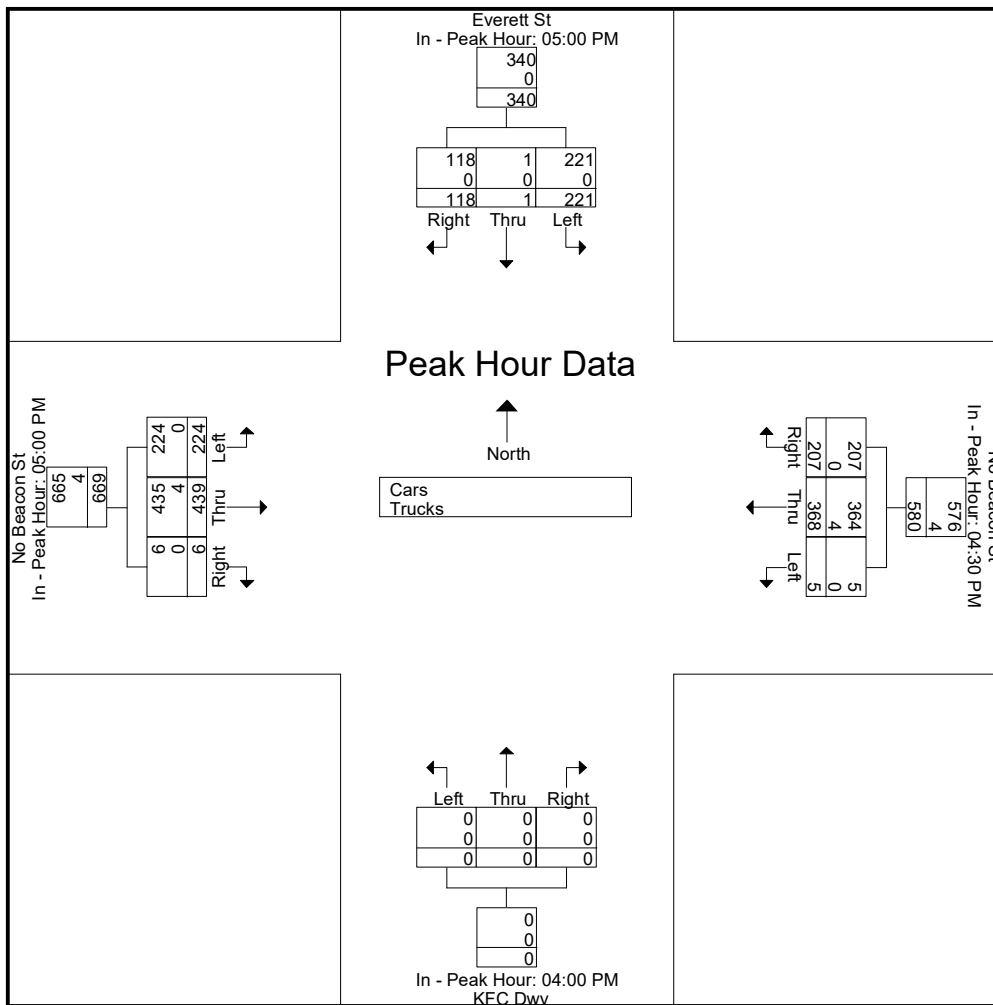 Everett St
In - Peak Hour: 05:00 PM
340
0
340
118 1 221
0 0 0
118 1 221
Right Thru Left
Peak Hour Data
North
Cars
Trucks
No Beacon St
In - Peak Hour: 05:00 PM
665
4
669
224 0 224
Left
435 4 439
Thru
6 0 6
Right
No Beacon St
In - Peak Hour: 04:30 PM
576
4
580
Right
207 0 207
Thru
368 4 364
Left
5 0 5
Left Thru Right
0 0 0
0 0 0
0 0 0
0
0
0
In - Peak Hour: 04:00 PM
KFC Dwy